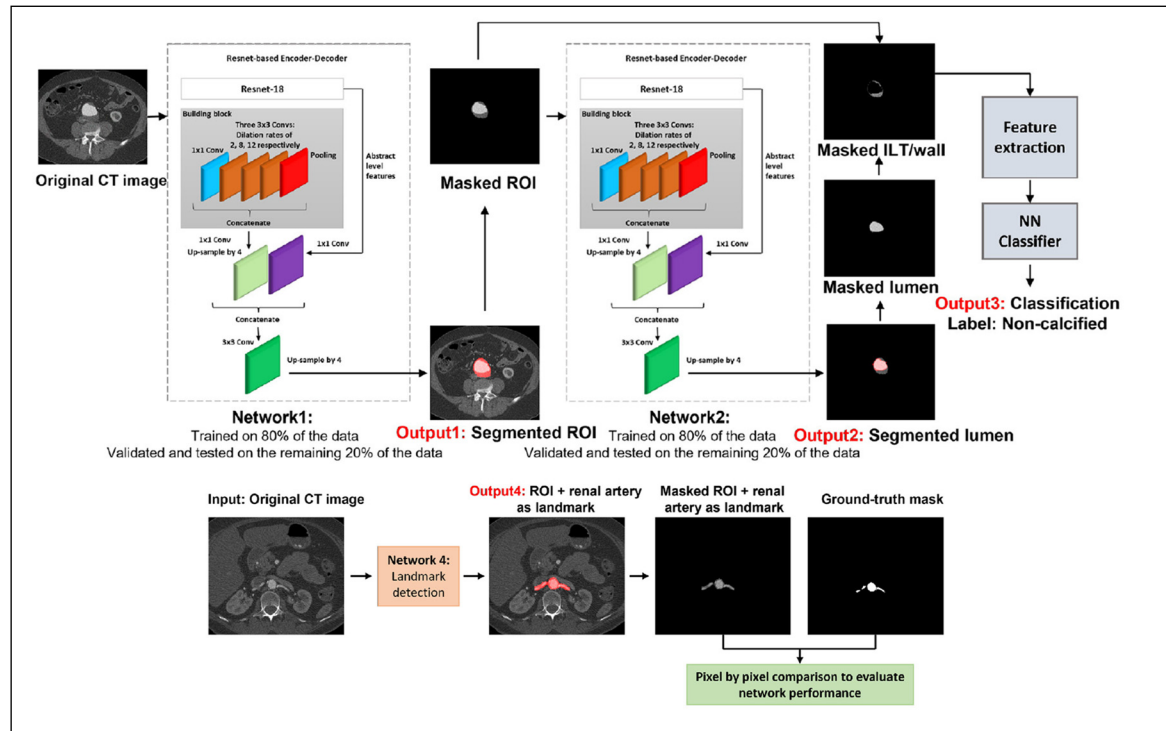 Resnet-based Encoder-Decoder
Resnet-18
Building block
Three 3x3 Convs:
Dilation rates of
2, 8, 12 respectively
1x1 Conv
Pooling
Abstract
level
features
Concatenate
1x1 Conv
Up-sample by 4
1x1 Conv
Concatenate
3x3 Conv
Up-sample by 4
Original CT image
Network1:
Trained on 80% of the data
Validated and tested on the remaining 20% of the data
Masked ROI
Output1: Segmented ROI
Resnet-based Encoder-Decoder
Resnet-18
Building block
Three 3x3 Convs:
Dilation rates of
2, 8, 12 respectively
1x1 Conv
Pooling
Abstract
level
features
Concatenate
1x1 Conv
Up-sample by 4
1x1 Conv
Concatenate
3x3 Conv
Up-sample by 4
Network2:
Trained on 80% of the data
Validated and tested on the remaining 20% of the data
Masked ILT/wall
Masked lumen
Output2: Segmented lumen
Feature
extraction
NN
Classifier
Output3: Classification
Label: Non-calcified
Input: Original CT image
Network 4:
Landmark
detection
Output4: ROI + renal artery
as landmark
Masked ROI + renal
artery as landmark
Ground-truth mask
Pixel by pixel comparison to evaluate
network performance